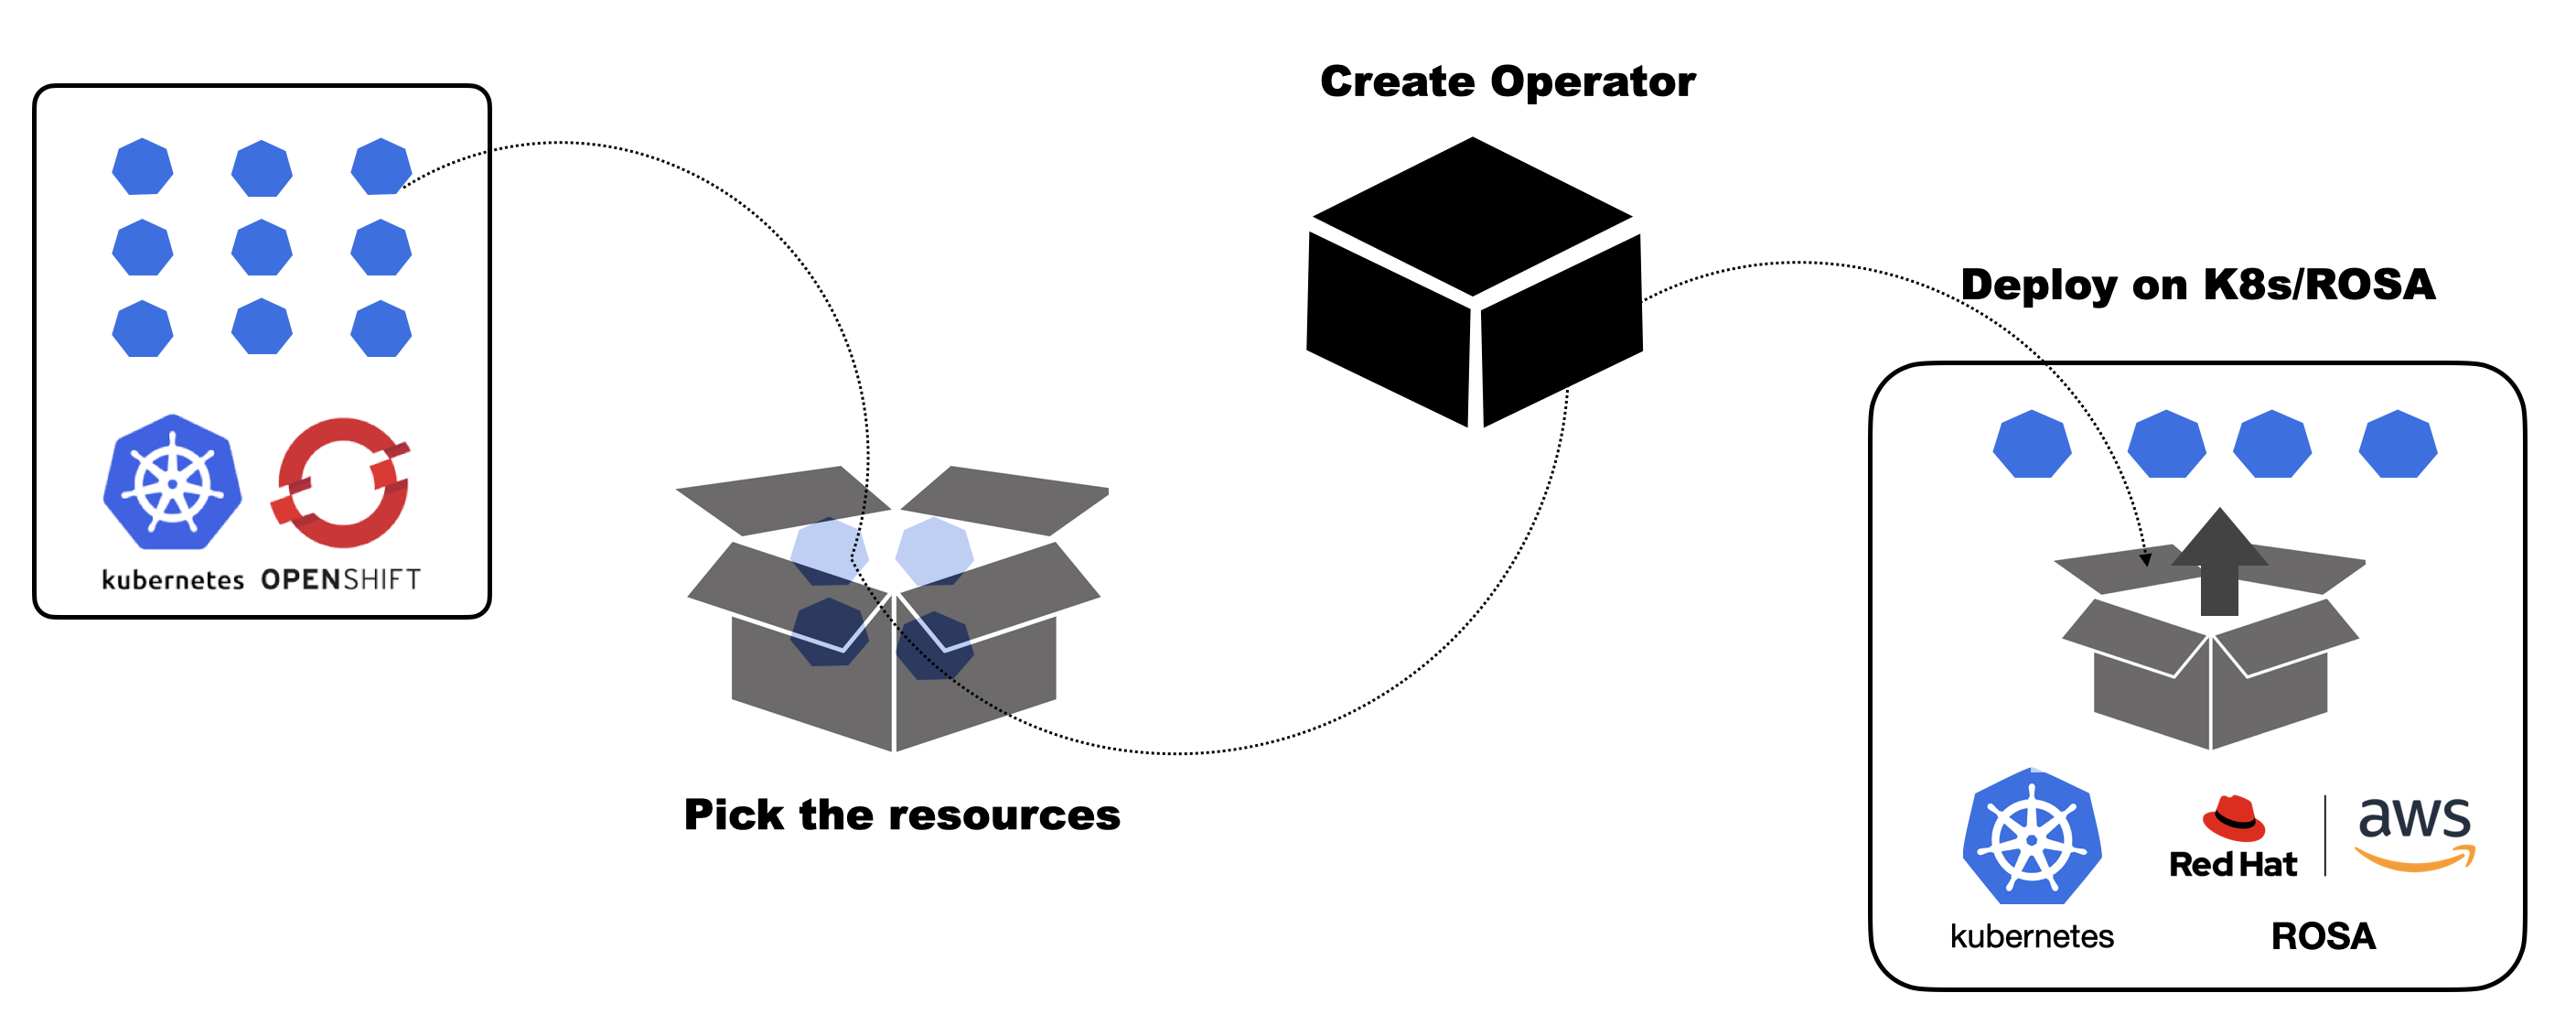 Create Operator
kubernetes OPENSHIFT
Pick the resources
Deploy on K8s/ROSA
Red Hat
aws
kubernetes
ROSA